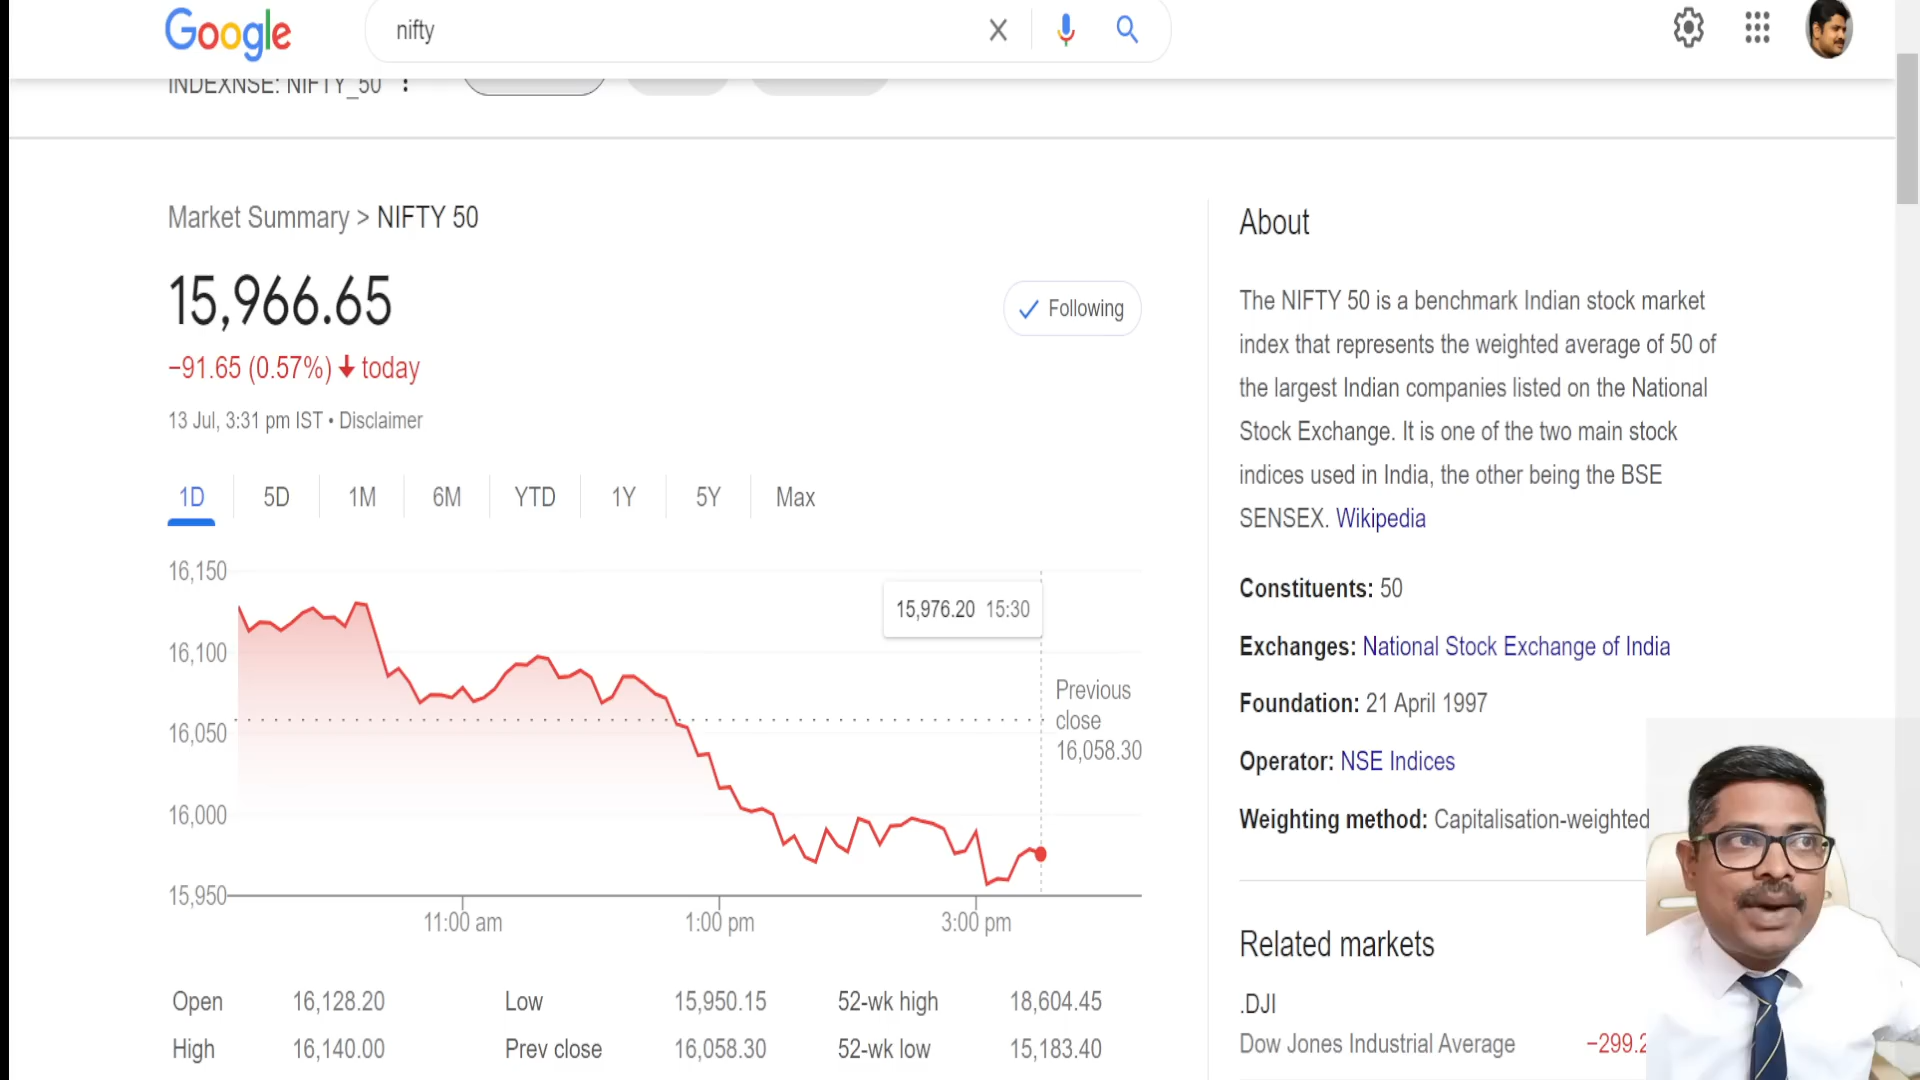 Google
nifty
INDEXNSE: NIFTY_50
Market Summary > NIFTY 50
15,966.65
Following
−91.65 (0.57%) today
13 Jul, 3:31 pm IST • Disclaimer
1D 5D 1M 6M YTD 1Y 5Y Max
16,150
16,100
16,050
16,000
15,950
15,976.20 15:30
Previous
close
16,058.30
11:00 am 1:00 pm 3:00 pm
Open 16,128.20 Low 15,950.15 52-wk high 18,604.45
High 16,140.00 Prev close 16,058.30 52-wk low 15,183.40
About
The NIFTY 50 is a benchmark Indian stock market
index that represents the weighted average of 50 of
the largest Indian companies listed on the National
Stock Exchange. It is one of the two main stock
indices used in India, the other being the BSE
SENSEX. Wikipedia
Constituents: 50
Exchanges: National Stock Exchange of India
Foundation: 21 April 1997
Operator: NSE Indices
Weighting method: Capitalisation-weighted
Related markets
.DJI
Dow Jones Industrial Average −299.2